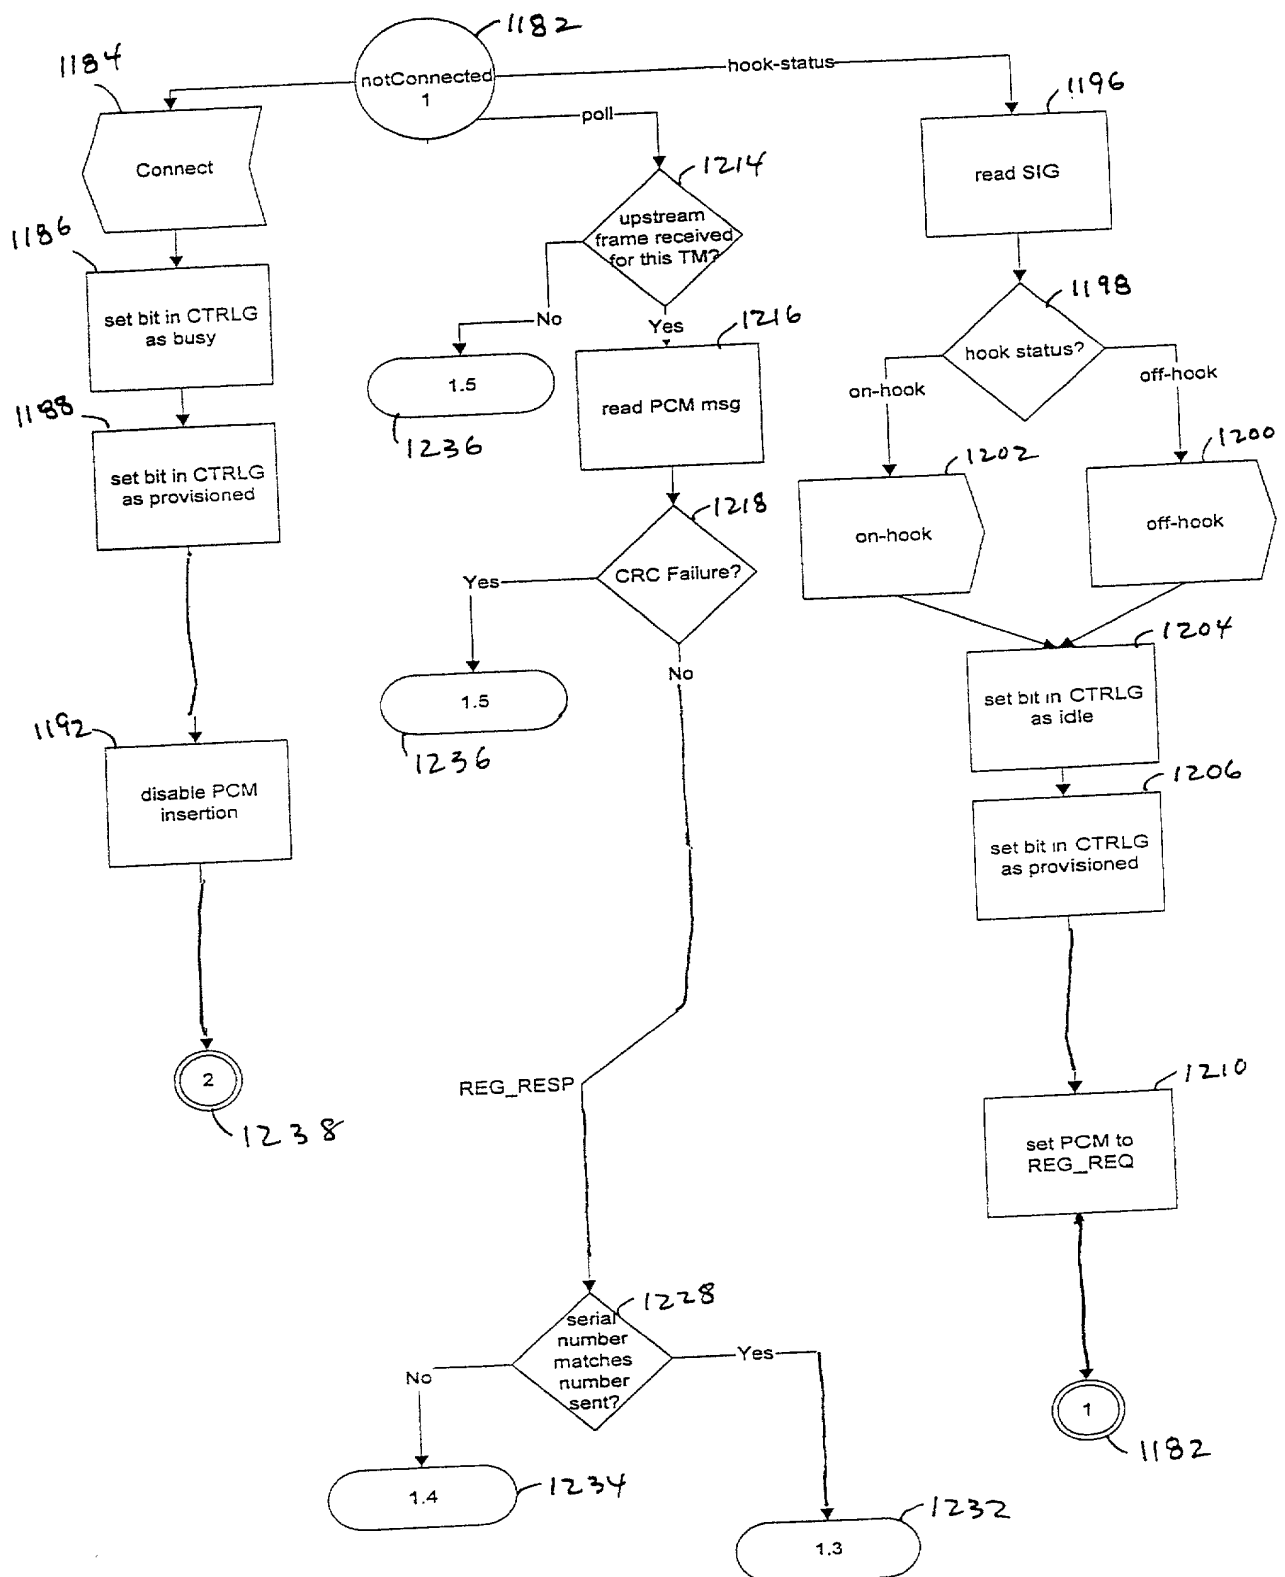 1182
1184
notConnected
1
hook-status
1196
poll
Connect
1214
read SIG
upstream
frame received
for this TM?
1186
set bit in CTRLG
as busy
No
Yes
1216
1198
hook status?
on-hook
off-hook
1.5
1236
read PCM msg
1188
set bit in CTRLG
as provisioned
1202
1200
on-hook
off-hook
1218
CRC Failure?
Yes
No
1.5
1236
1204
set bit in CTRLG
as idle
1192
disable PCM
insertion
1206
set bit in CTRLG
as provisioned
2
1238
REG_RESP
1210
set PCM to
REG_REQ
1228
serial
number
matches
number
sent?
No
Yes
1
1182
1.4
1234
1.3
1232